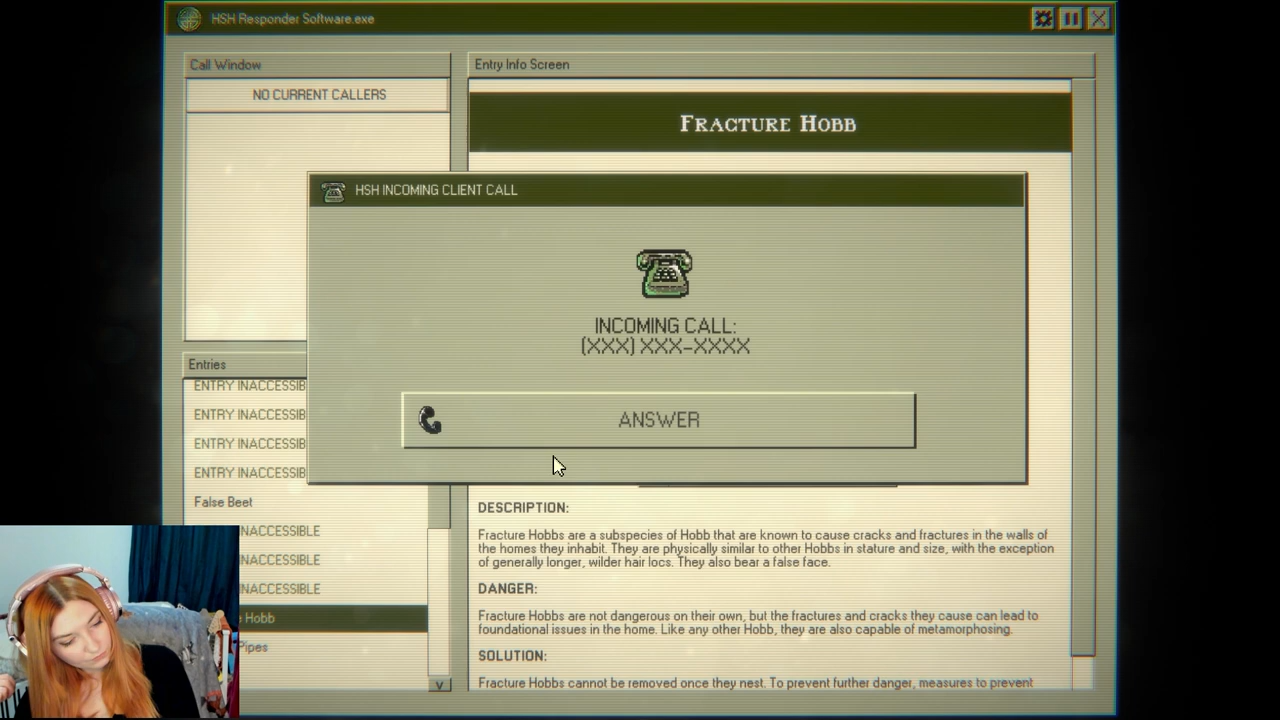 HSH Responder Software.exe
Call Window
NO CURRENT CALLERS
Entry Info Screen
FRACTURE HOBB
HSH INCOMING CLIENT CALL
INCOMING CALL:
(XXX) XXX-XXXX
ANSWER
Entries
ENTRY INACCESSIB
ENTRY INACCESSIB
ENTRY INACCESSIB
ENTRY INACCESSIB
False Beet
NACCESSIBLE
NACCESSIBLE
NACCESSIBLE
Hobb
Pipes
V
DESCRIPTION:
Fracture Hobbs are a subspecies of Hobb that are known to cause cracks and fractures in the walls of
the homes they inhabit. They are physically similar to other Hobbs in stature and size, with the exception
of generally longer, wilder hair locs. They also bear a false face.
DANGER:
Fracture Hobbs are not dangerous on their own, but the fractures and cracks they cause can lead to
foundational issues in the home. Like any other Hobb, they are also capable of metamorphosing.
SOLUTION:
Fracture Hobbs cannot be removed once they nest. To prevent further danger, measures to prevent